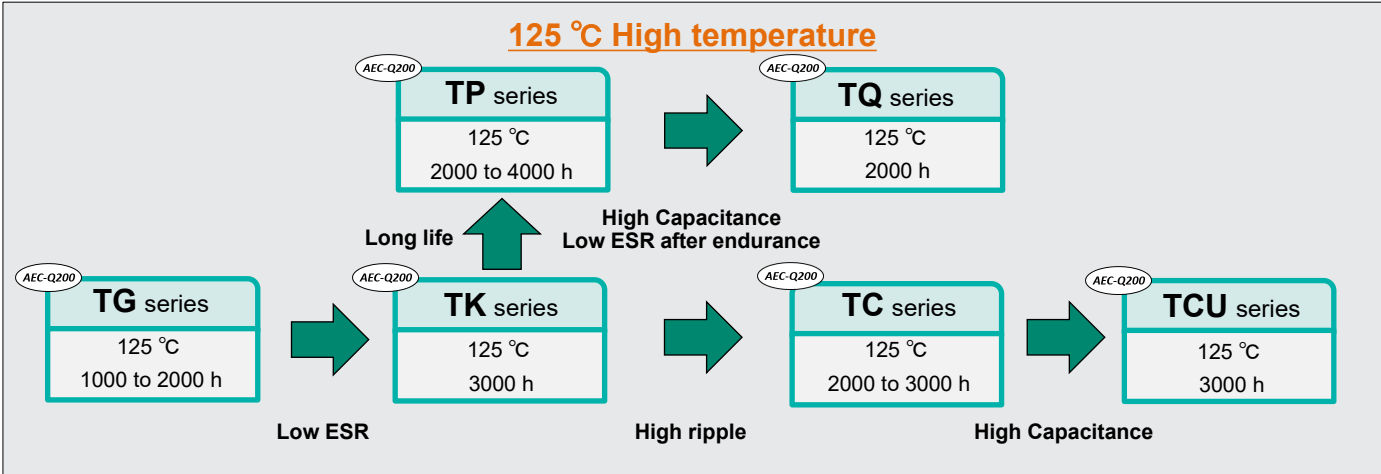 125 ℃ High temperature
AEC-Q200
TP series
125 ℃
2000 to 4000 h
AEC-Q200
TQ series
125 ℃
2000 h
Long life
High Capacitance
Low ESR after endurance
AEC-Q200
TG series
125 ℃
1000 to 2000 h
AEC-Q200
TK series
125 ℃
3000 h
AEC-Q200
TC series
125 ℃
2000 to 3000 h
AEC-Q200
TCU series
125 ℃
3000 h
Low ESR
High ripple
High Capacitance